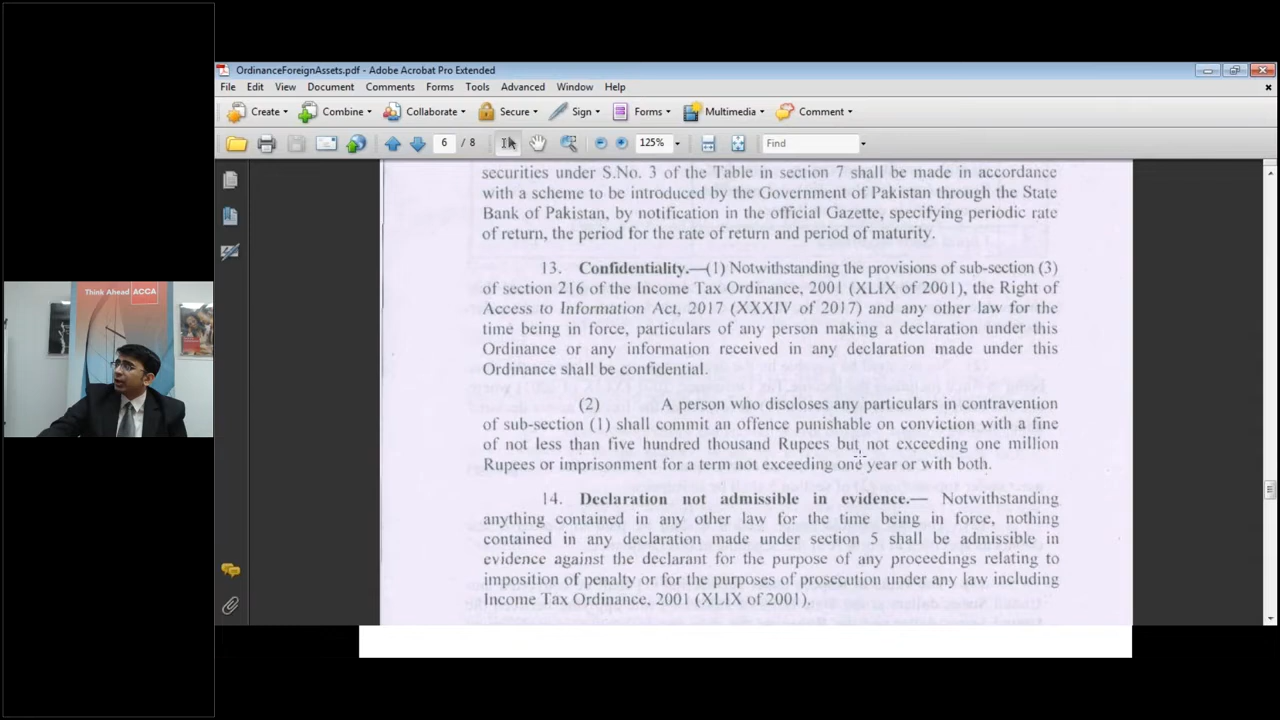 OrdinanceForeignAssets.pdf - Adobe Acrobat Pro Extended
File Edit View Document Comments Forms Tools Advanced Window Help
Create Combine Collaborate Secure Sign Forms Multimedia Comment
6 / 8 125% Find
securities under S.No. 3 of the Table in section 7 shall be made in accordance
with a scheme to be introduced by the Government of Pakistan through the State
Bank of Pakistan, by notification in the official Gazette, specifying periodic rate
of return, the period for the rate of return and period of maturity.
13. Confidentiality.—(1) Notwithstanding the provisions of sub-section (3)
of section 216 of the Income Tax Ordinance, 2001 (XLIX of 2001), the Right of
Access to Information Act, 2017 (XXXIV of 2017) and any other law for the
time being in force, particulars of any person making a declaration under this
Ordinance or any information received in any declaration made under this
Ordinance shall be confidential.
(2) A person who discloses any particulars in contravention
of sub-section (1) shall commit an offence punishable on conviction with a fine
of not less than five hundred thousand Rupees but not exceeding one million
Rupees or imprisonment for a term not exceeding one year or with both.
14. Declaration not admissible in evidence.— Notwithstanding
anything contained in any other law for the time being in force, nothing
contained in any declaration made under section 5 shall be admissible in
evidence against the declarant for the purpose of any proceedings relating to
imposition of penalty or for the purposes of prosecution under any law including
Income Tax Ordinance, 2001 (XLIX of 2001).
Think Ahead ACCA